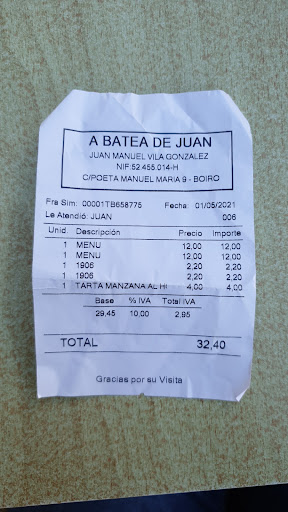 A BATEA DE JUAN
JUAN MANUEL VILA GONZALEZ
NIF:52 455 014-H
C/POETA MANUEL MARIA 9 - BOIRO
Fra Sim: 00001TB658775 Fecha: 01/05/2021
Le Atendió: JUAN 006
Unid. Descripción Precio Importe
1 MENU 12,00 12,00
1 MENU 12,00 12,00
1 1906 2,20 2,20
1 1906 2,20 2,20
1 TARTA MANZANA AL H 4,00 4,00
Base % IVA Total IVA
29,45 10,00 2,95
TOTAL 32,40
Gracias por su Visita